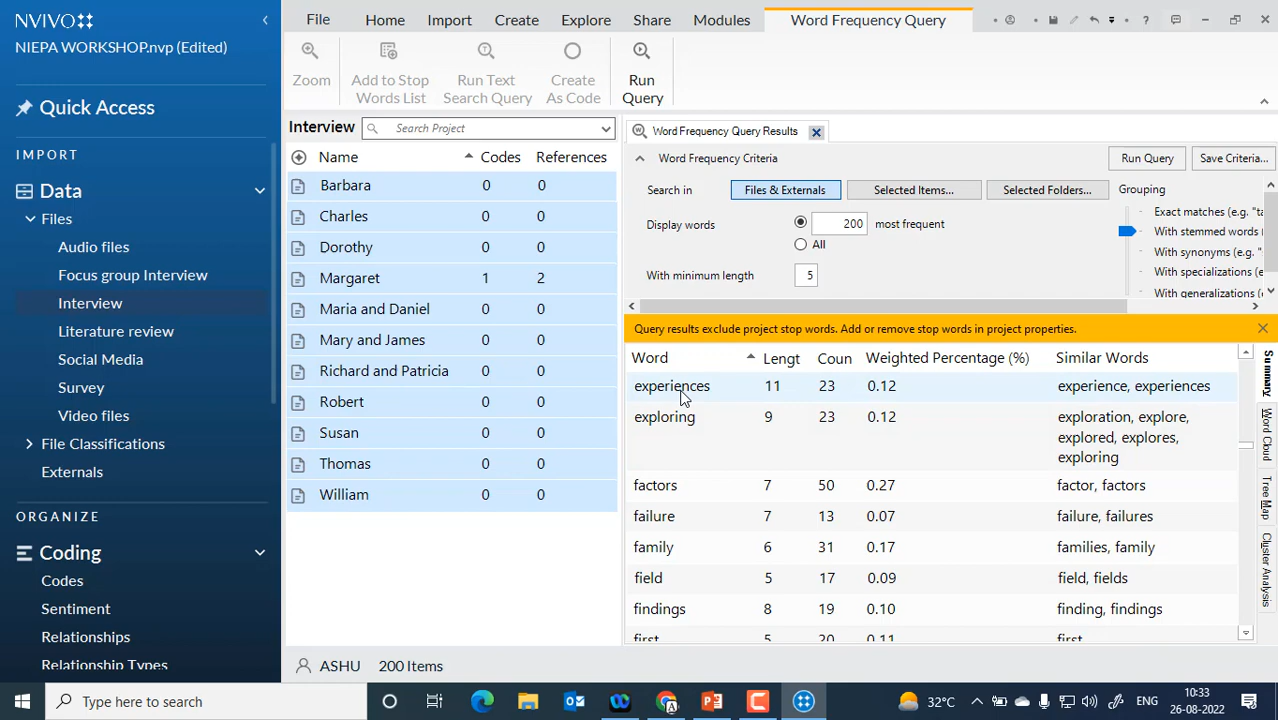 NVIVO
NIEPA WORKSHOP.nvp (Edited)
File Home Import Create Explore Share Modules Word Frequency Query
Zoom
Add to Stop
Words List
Run Text
Search Query
Create
As Code
Run
Query
Quick Access
IMPORT
Data
Files
Audio files
Focus group Interview
Interview
Literature review
Social Media
Survey
Video files
File Classifications
Externals
ORGANIZE
Coding
Codes
Sentiment
Relationships
Relationship Types
Interview Search Project
Name Codes References
Barbara 0 0
Charles 0 0
Dorothy 0 0
Margaret 1 2
Maria and Daniel 0 0
Mary and James 0 0
Richard and Patricia 0 0
Robert 0 0
Susan 0 0
Thomas 0 0
William 0 0
Word Frequency Query Results
Word Frequency Criteria Run Query Save Criteria...
Search in Files & Externals Selected Items... Selected Folders... Grouping
Exact matches (e.g. "ta
Display words 200 most frequent
With stemmed words (
All
With synonyms (e.g. "
With minimum length 5
With specializations (e
With generalizations (e
Query results exclude project stop words. Add or remove stop words in project properties.
Word Lengt Coun Weighted Percentage (%) Similar Words
experiences 11 23 0.12 experience, experiences
exploring 9 23 0.12 exploration, explore,
explored, explores,
exploring
factors 7 50 0.27 factor, factors
failure 7 13 0.07 failure, failures
family 6 31 0.17 families, family
field 5 17 0.09 field, fields
findings 8 19 0.10 finding, findings
first 5 20 0.11 first
Summary
Word Cloud
Tree Map
Cluster Analysis
ASHU 200 Items
Type here to search
32°C
ENG
10:33
26-08-2022